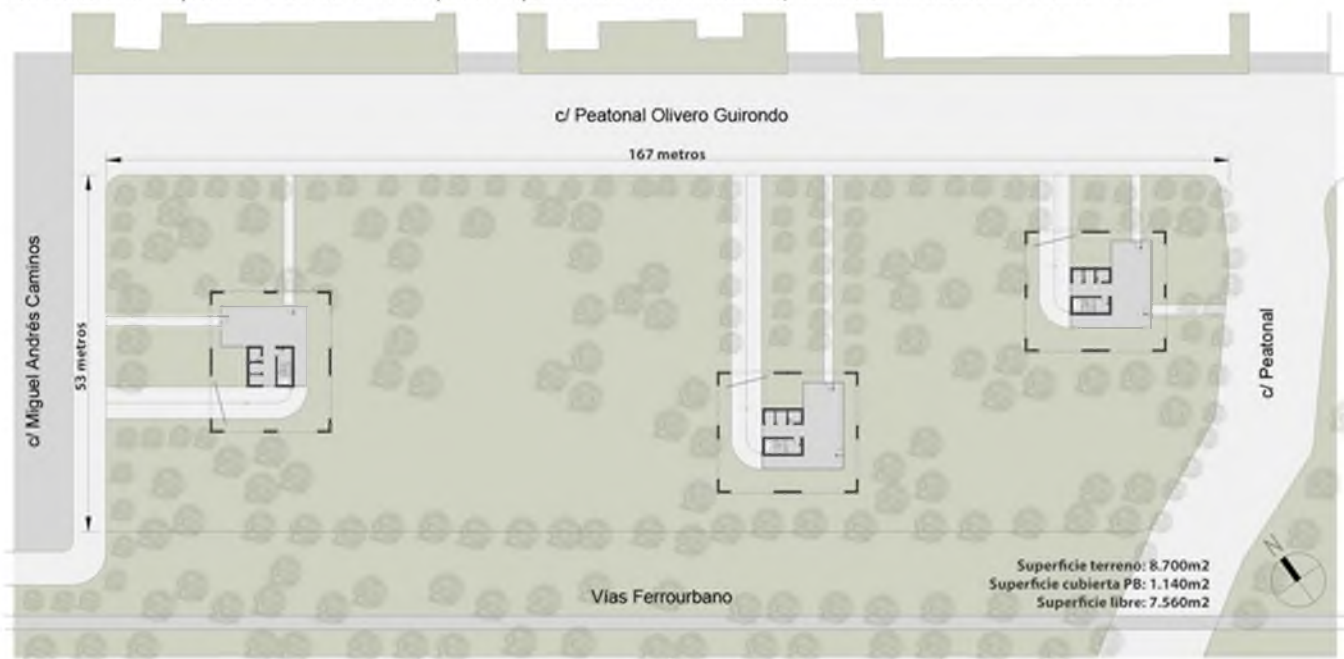 c/ Peatonal Olivero Guirondo
167 metros
c/ Miguel Andrés Caminos
53 metros
c/ Peatonal
Vías Ferrourbano
Superficie terreno: 8.700m2
Superficie cubierta PB: 1.140m2
Superficie libre: 7.560m2
N